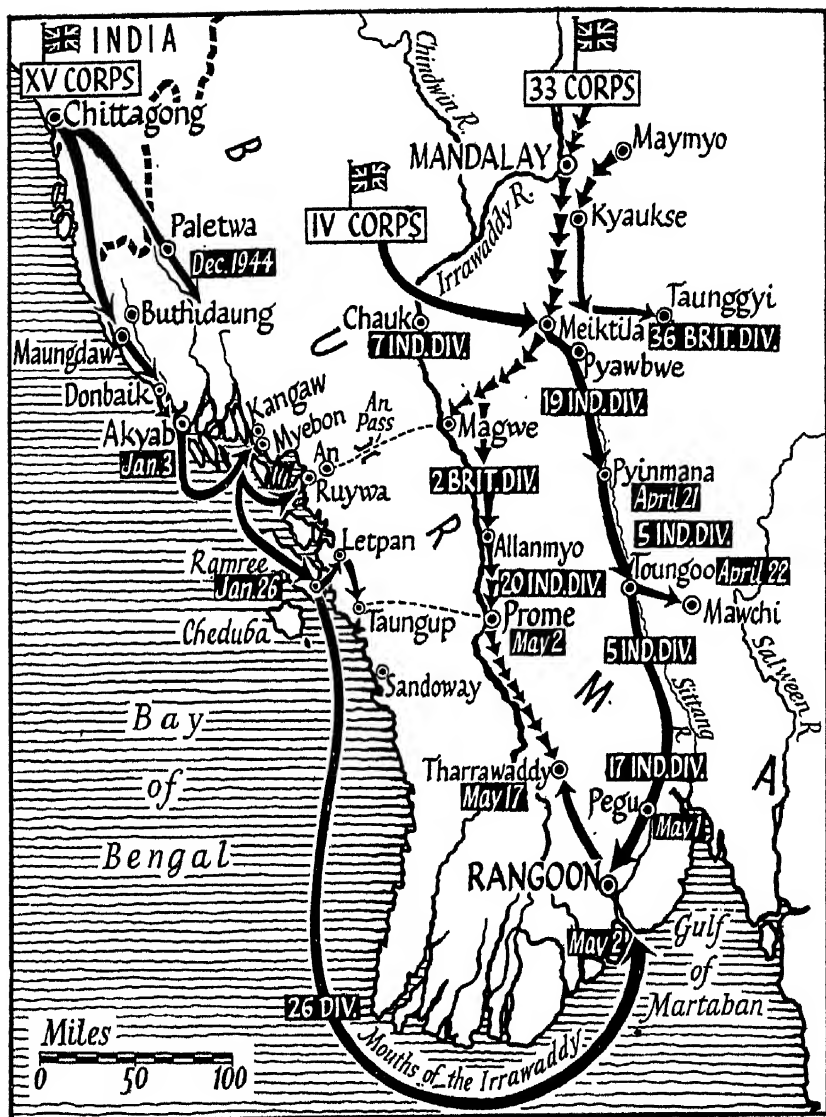 INDIA
XV CORPS
Chittagong
Chindwin R.
33 CORPS
MANDALAY
Maymyo
B
U
R
M
A
Paletwa
Dec. 1944
IV CORPS
Irrawaddy R.
Kyaukse
Buthidaung
Chauk
7 IND. DIV.
Meiktila
Taunggyi
36 BRIT. DIV.
Maungdaw
Pyawbwe
Donbaik
Kangaw
Myebon
An
Pass
19 IND. DIV.
Akyab
Jan. 3
An
Ruywa
Magwe
2 BRIT. DIV.
Pyinmana
April 21
5 IND. DIV.
Letpan
Allanmyo
Ramree
Jan. 26
20 IND. DIV.
Toungoo
April 22
Cheduba
Taungup
Prome
May 2
Mawchi
5 IND. DIV.
Sandoway
Sittang
R.
Salween R.
Bay
of
Bengal
Tharrawaddy
May 17
17 IND. DIV.
Pegu
May 1
RANGOON
May 2
Gulf
of
Martaban
26 DIV.
Mouths of the Irrawaddy
Miles
0 50 100